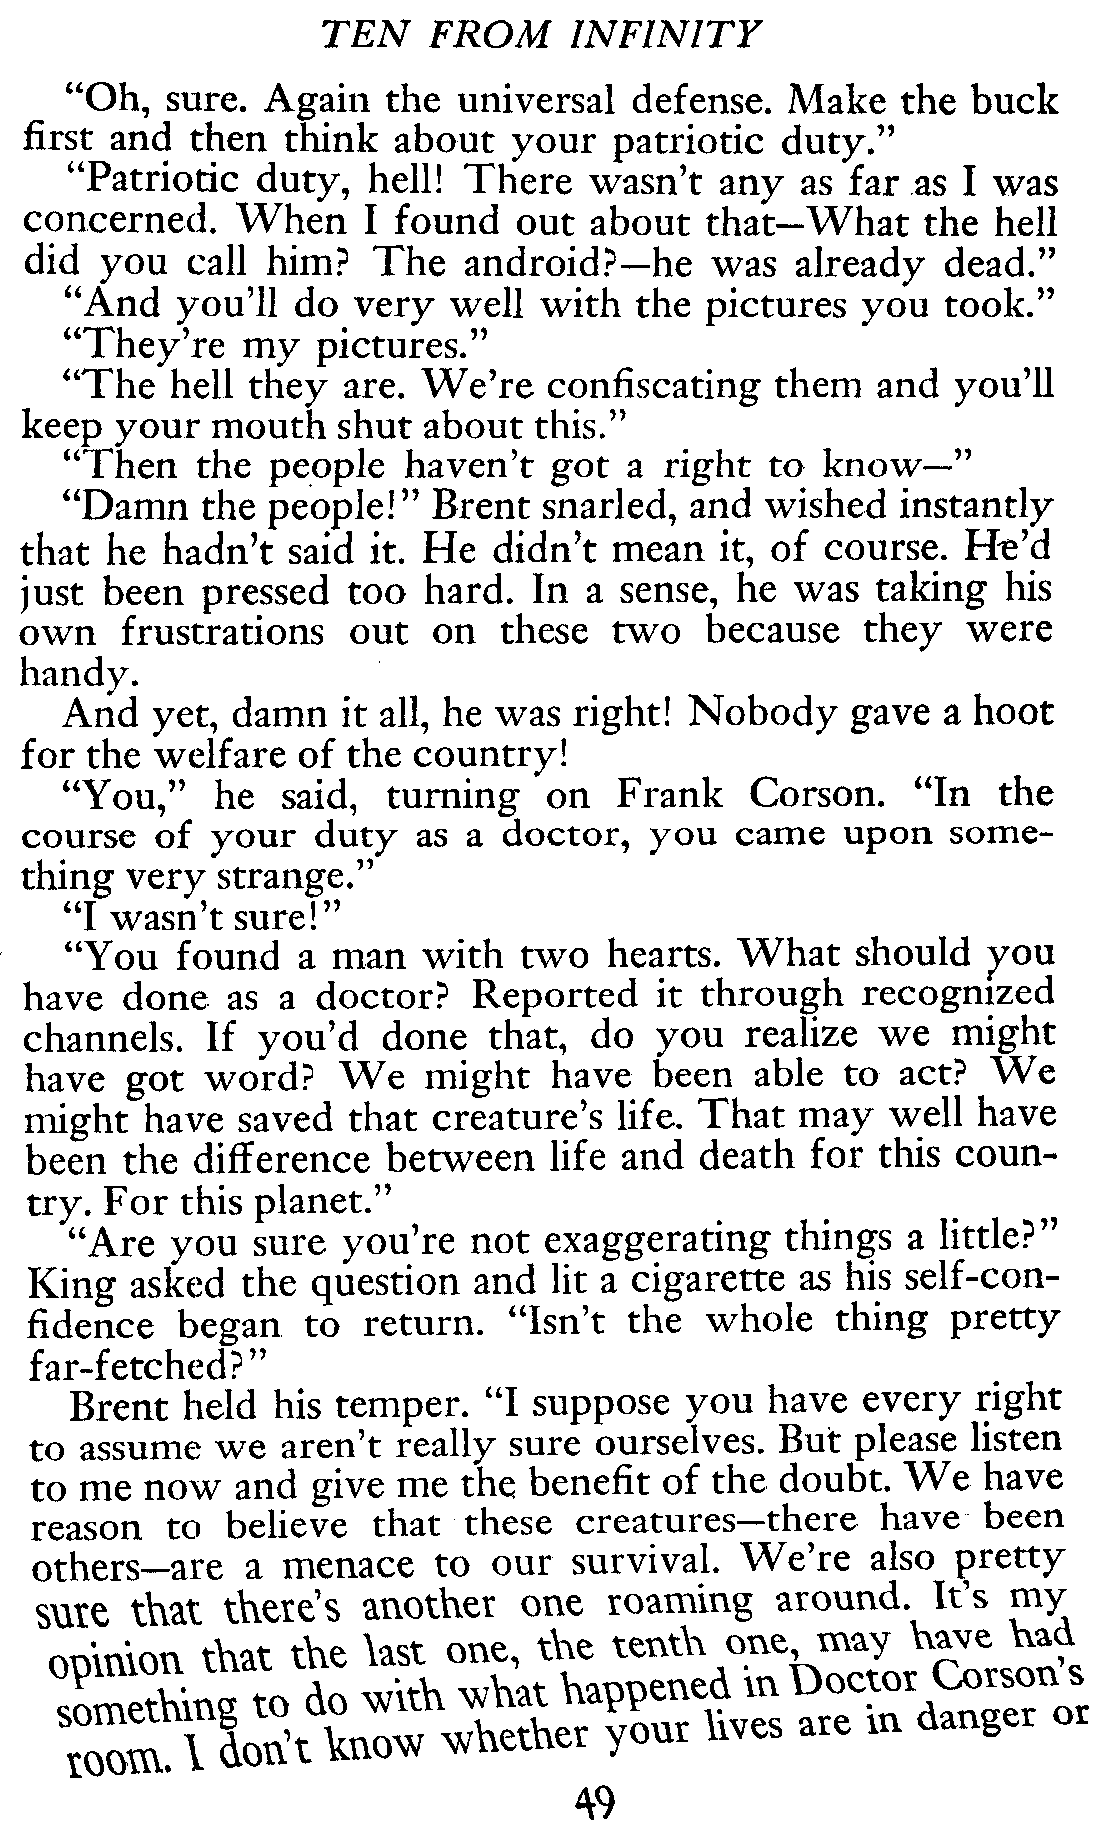 TEN FROM INFINITY
“Oh, sure. Again the universal defense. Make the buck
first and then think about your patriotic duty.”
“Patriotic duty, hell! There wasn’t any as far as I was
concerned. When I found out about that—What the hell
did you call him? The android?—he was already dead.”
“And you’ll do very well with the pictures you took.”
“They’re my pictures.”
“The hell they are. We’re confiscating them and you’ll
keep your mouth shut about this.”
“Then the people haven’t got a right to know—”
“Damn the people!” Brent snarled, and wished instantly
that he hadn’t said it. He didn’t mean it, of course. He’d
just been pressed too hard. In a sense, he was taking his
own frustrations out on these two because they were
handy.
And yet, damn it all, he was right! Nobody gave a hoot
for the welfare of the country!
“You,” he said, turning on Frank Corson. “In the
course of your duty as a doctor, you came upon some-
thing very strange.”
“I wasn’t sure!”
“You found a man with two hearts. What should you
have done as a doctor? Reported it through recognized
channels. If you’d done that, do you realize we might
have got word? We might have been able to act? We
might have saved that creature’s life. That may well have
been the difference between life and death for this coun-
try. For this planet.”
“Are you sure you’re not exaggerating things a little?”
King asked the question and lit a cigarette as his self-con-
fidence began to return. “Isn’t the whole thing pretty
far-fetched?”
Brent held his temper. “I suppose you have every right
to assume we aren’t really sure ourselves. But please listen
to me now and give me the benefit of the doubt. We have
reason to believe that these creatures—there have been
others—are a menace to our survival. We’re also pretty
sure that there’s another one roaming around. It’s my
opinion that the last one, the tenth one, may have had
something to do with what happened in Doctor Corson’s
room. I don’t know whether your lives are in danger or
49